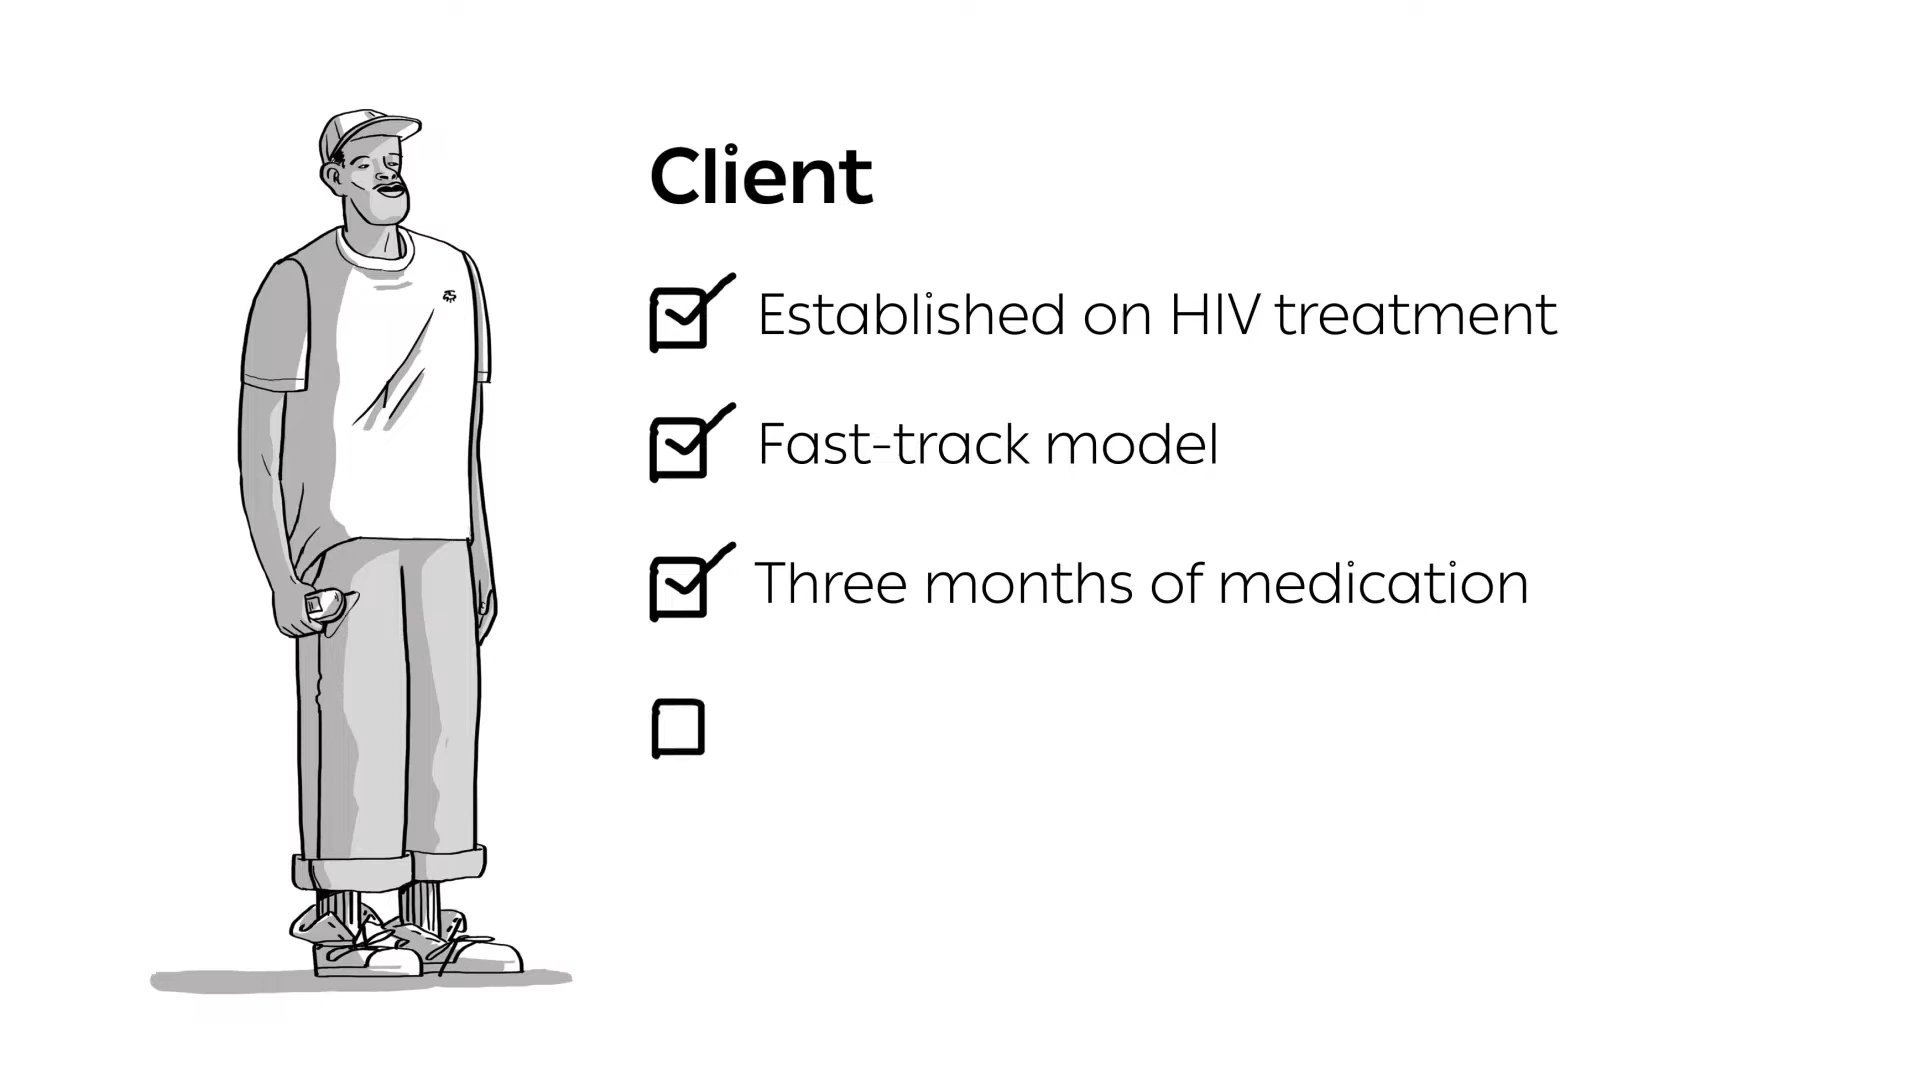 Client
Established on HIV treatment
Fast-track model
Three months of medication